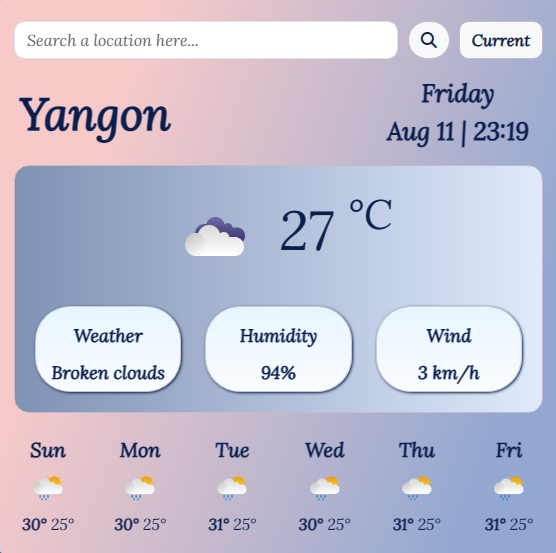 Search a location here...
Current
Yangon
Friday
Aug 11 | 23:19
27 °C
Weather
Broken clouds
Humidity
94%
Wind
3 km/h
Sun Mon Tue Wed Thu Fri
30° 25° 30° 25° 31° 25° 30° 25° 31° 25° 31° 25°